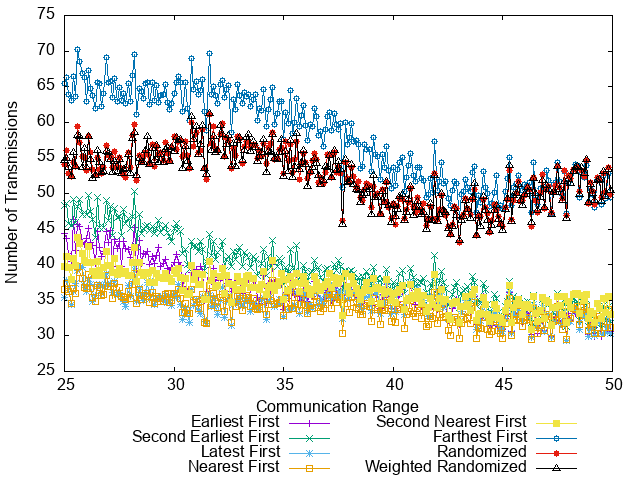 75
70
65
60
55
50
45
40
35
30
25
Number of Transmissions
25 30 35 40 45 50
Communication Range
Earliest First Second Nearest First
Second Earliest First Farthest First
Latest First Randomized
Nearest First Weighted Randomized